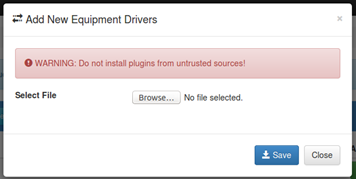 Add New Equipment Drivers
×
WARNING: Do not install plugins from untrusted sources!
Select File Browse... No file selected.
Save Close